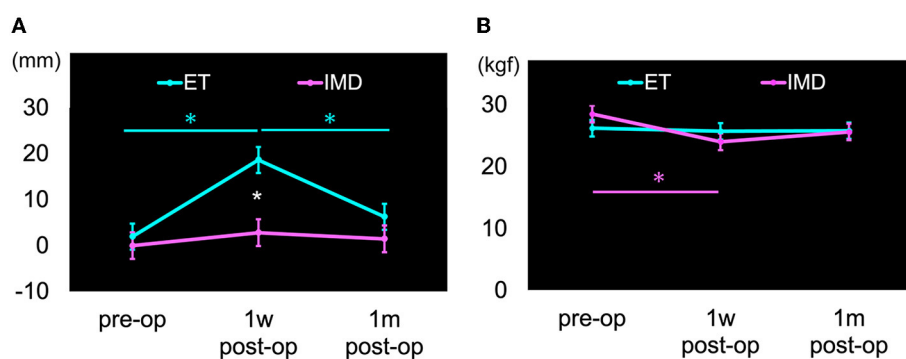 A
(mm)
ET IMD
* *
30
20
*
10
0
-10
pre-op 1w post-op 1m post-op
B
(kgf)
ET IMD
30
20
*
10
0
pre-op 1w post-op 1m post-op